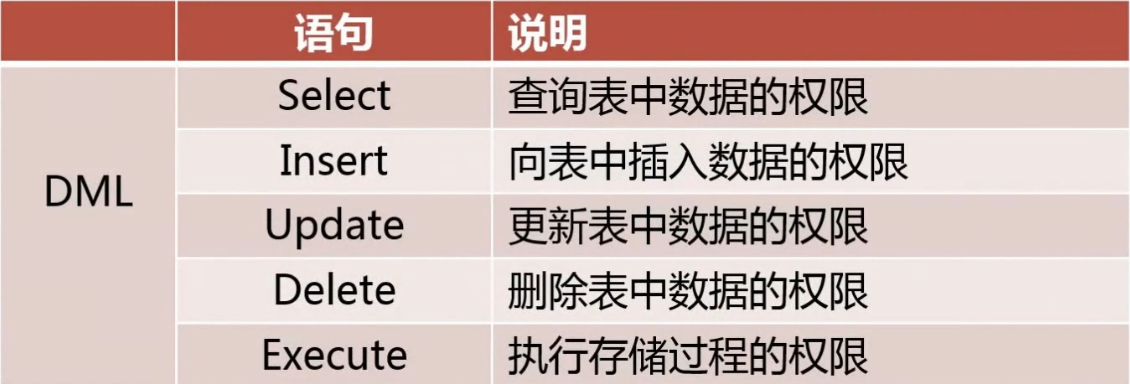 语句 说明
Select 查询表中数据的权限
Insert 向表中插入数据的权限
DML
Update 更新表中数据的权限
Delete 删除表中数据的权限
Execute 执行存储过程的权限